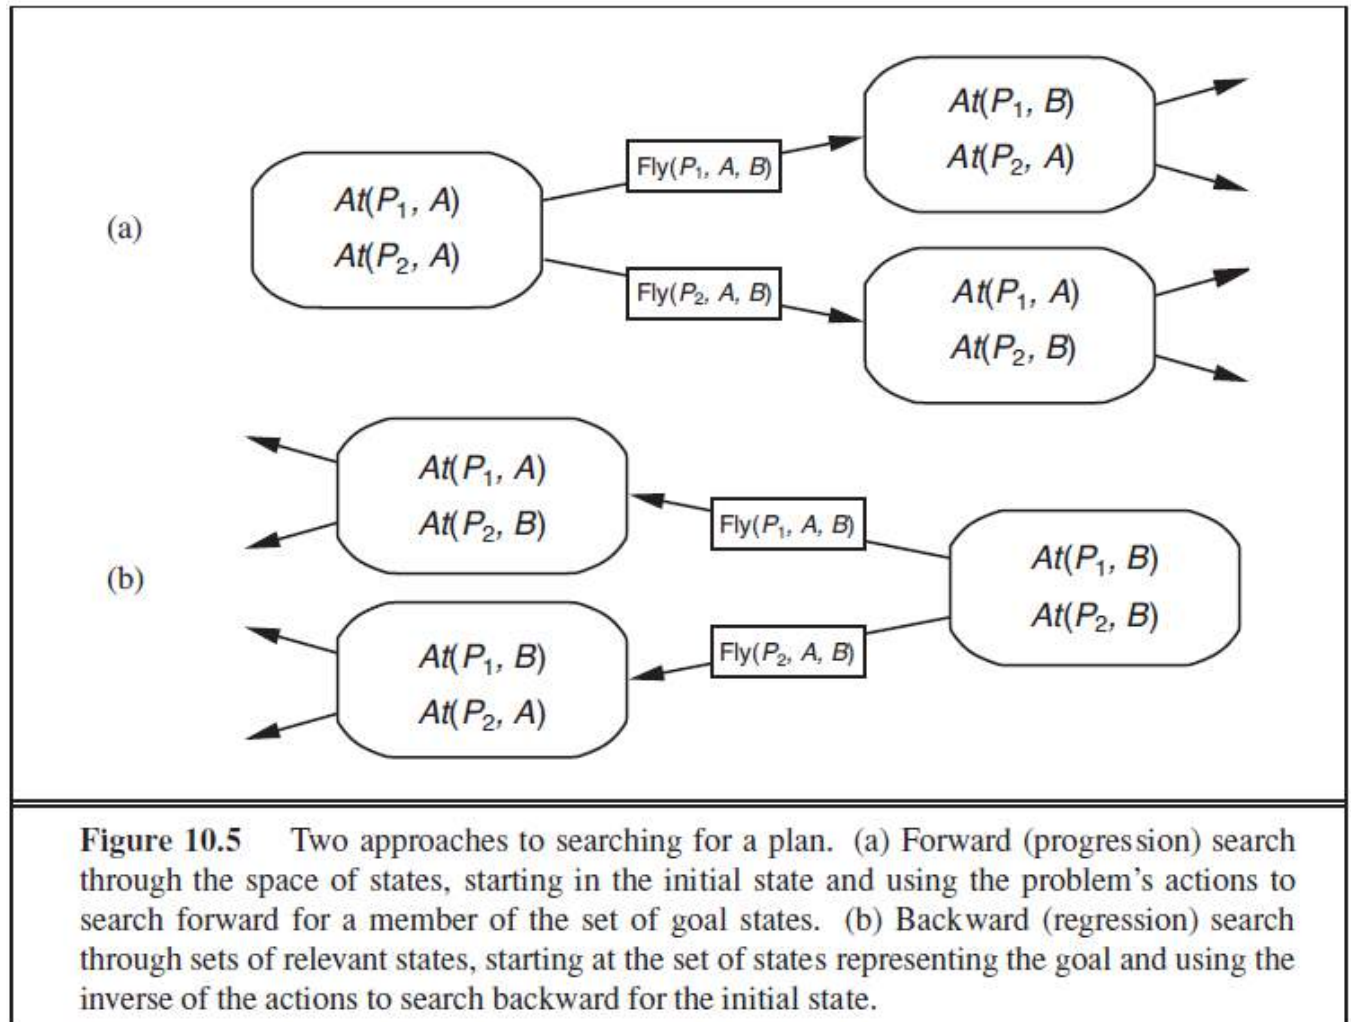 (a)
At(P₁, A)
At(P₂, A)
Fly(P₁, A, B)
Fly(P₂, A, B)
At(P₁, B)
At(P₂, A)
At(P₁, A)
At(P₂, B)
(b)
At(P₁, A)
At(P₂, B)
At(P₁, B)
At(P₂, A)
Fly(P₁, A, B)
Fly(P₂, A, B)
At(P₁, B)
At(P₂, B)
Figure 10.5 Two approaches to searching for a plan. (a) Forward (progression) search
through the space of states, starting in the initial state and using the problem’s actions to
search forward for a member of the set of goal states. (b) Backward (regression) search
through sets of relevant states, starting at the set of states representing the goal and using the
inverse of the actions to search backward for the initial state.